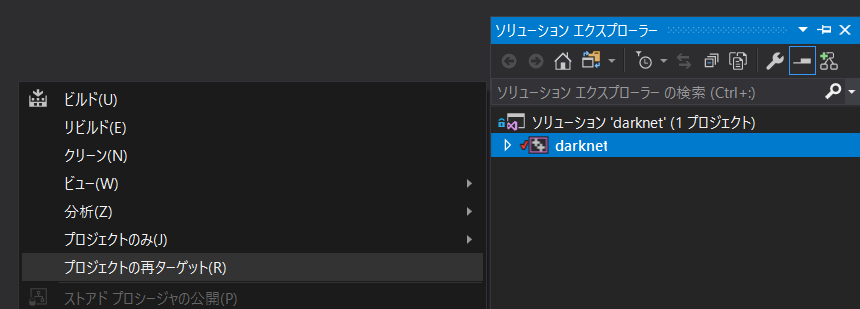 ソリューション エクスプローラー
ソリューション エクスプローラー の検索 (Ctrl+:)
ソリューション 'darknet' (1 プロジェクト)
darknet
ビルド(U)
リビルド(E)
クリーン(N)
ビュー(W)
分析(Z)
プロジェクトのみ(J)
プロジェクトの再ターゲット(R)
ストアド プロシージャの公開(P)